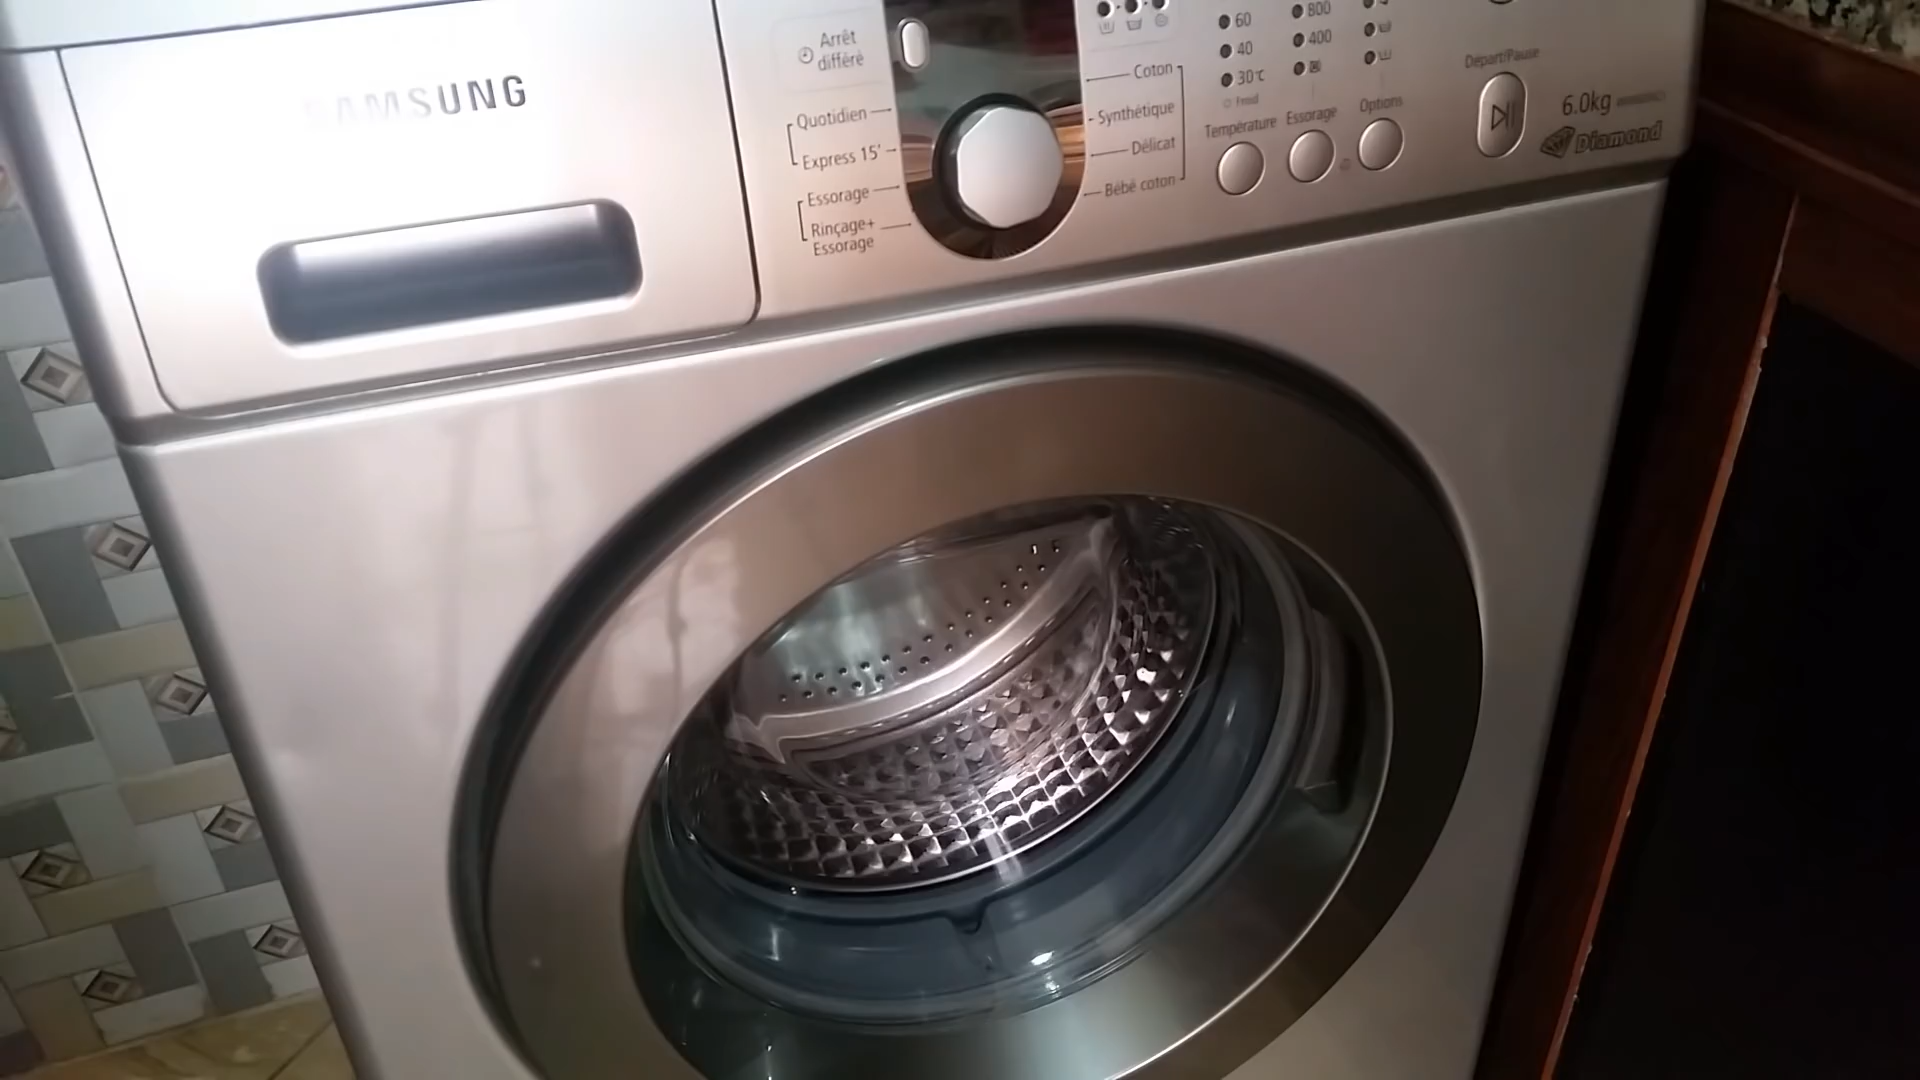 SAMSUNG
Arrêt
différé
Quotidien
Express 15'
Essorage
Rinçage+
Essorage
Coton
Synthétique
Délicat
Bébé coton
60
40
30℃
Froid
Température
800
400
Essorage
Options
Départ/Pause
6.0kg
Diamond